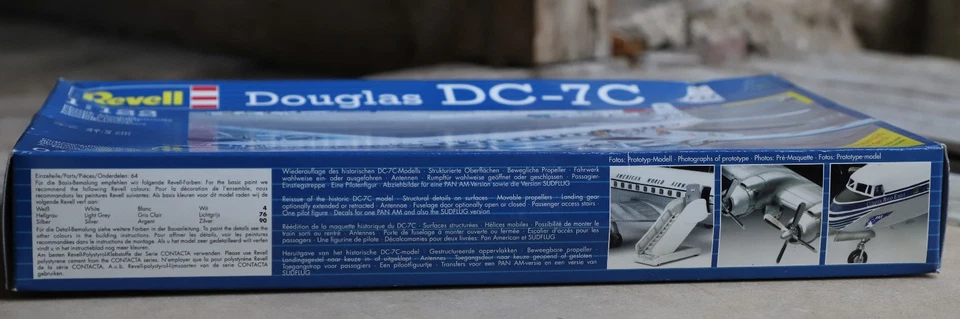 Revell
Douglas DC-7C
Fotos: Prototyp-Modell · Photographs of prototype · Photos: Pré-Maquette · Foto's: Prototype-model
Einzelteile/Parts/Pièces/Onderdelen: 64
Für die Basis-Bemalung empfehlen wir folgende Revell-Farben. For the basic paint we
recommend the following Revell colours. Pour la décoration de l'ensemble, nous
recommandons les peintures Revell suivantes. Als basis kleuren voor dit model raden wij de
volgende Revell verf aan:
Weiß White Blanc Wit 4
Hellgrau Light Grey Gris Clair Lichtgrijs 76
Silber Silver Argent Zilver 90
Für die Detail-Bemalung siehe weitere Farben in der Bauanleitung. To paint the details see the
other colours in the building instructions. Pour affiner les détails, voir les peintures
recommandées dans le instructions de montage. Als u het model zeer gedetailleerd wilt verfen
vindt u in het instructieblad nog meer kleuren.
Am besten Revell-Polystyrol-Klebstoffe der Serie CONTACTA verwenden. Please use Revell
polystyrene cement from the CONTACTA series. N'employer que la pour polystyrène Revell
de la série CONTACTA. A.u.b. Revell-polystyrol-lijmsoorten van de serie CONTACTA
gebruiken.
Wiederauflage des historischen DC-7C-Modells · Strukturierte Oberflächen · Bewegliche Propeller · Fahrwerk
wahlweise ein- oder ausgefahren · Antennen · Rumpftür wahlweise geöffnet oder geschlossen · Passagier-
Einstiegstreppe · Eine Pilotenfigur · Abziehbilder für eine PAN AM-Version sowie die Version SÜDFLUG
Reissue of the historic DC-7C model · Structural details on surfaces · Movable propellers · Landing gear
optionally extended or retracted · Antennae · Fuselage door optionally open or closed · Passenger access stairs
One pilot figure · Decals for one PAN AM and also the SÜDFLUG version
Réédition de la maquette historique du DC-7C · Surfaces structurées · Hélices mobiles · Possibilité de monter le
train sorti ou rentré · Antennes · Porte de fuselage à monter ouverte ou fermée · Escalier d'accès pour les
passagers · Une figurine de pilote · Décalcomanies pour deux livrées: Pan American et SÜDFLUG
Heruitgave van het historische DC-7C-model · Gestructureerde oppervlakken · Beweegbare propeller
Landingsgestel naar keuze in- of uitgeklapt · Antennes · Toegangsdeur naar keuze geopend of gesloten
Toegangstrap voor passagiers · Een pilootfiguurtje · Transfers voor een PAN AM-versie en een versie van
SÜDFLUG
AMERICAN WORLD AIRWAYS